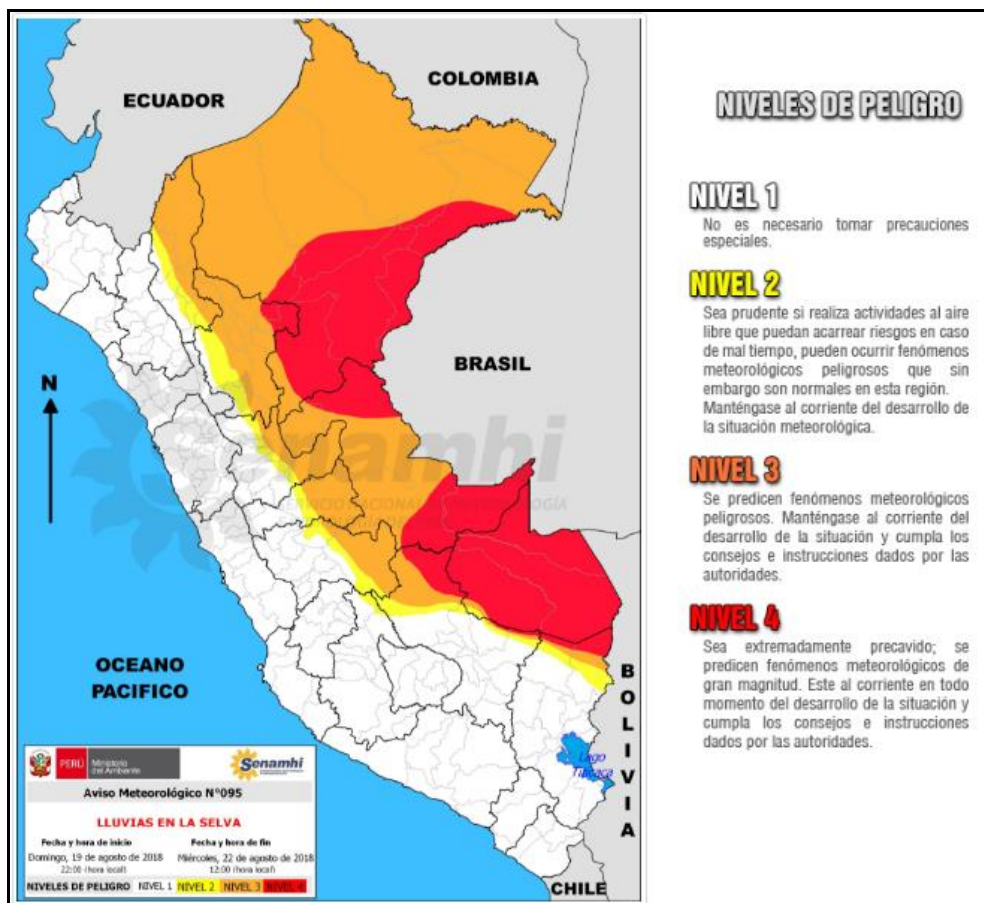 ECUADOR
COLOMBIA
BRASIL
N
OCEANO
PACIFICO
BOLIVIA
Lago
CHILE
Senamhi
PERÚ
Ministerio
del Ambiente
Senamhi
Aviso Meteorológico N°095
LLUVIAS EN LA SELVA
Fecha y hora de inicio
Domingo, 19 de agosto de 2018
22:00 (hora local)
Fecha y hora de fin
Miércoles, 22 de agosto de 2018
12:00 (hora local)
NIVELES DE PELIGRO NIVEL 1 NIVEL 2 NIVEL 3 NIVEL 4
NIVELES DE PELIGRO
NIVEL 1
No es necesario tomar precauciones
especiales.
NIVEL 2
Sea prudente si realiza actividades al aire
libre que puedan acarrear riesgos en caso
de mal tiempo, pueden ocurrir fenómenos
meteorológicos peligrosos que sin
embargo son normales en esta región.
Manténgase al corriente del desarrollo de
la situación meteorológica.
NIVEL 3
Se predicen fenómenos meteorológicos
peligrosos. Manténgase al corriente del
desarrollo de la situación y cumpla los
consejos e instrucciones dados por las
autoridades.
NIVEL 4
Sea extremadamente precavido; se
predicen fenómenos meteorológicos de
gran magnitud. Este al corriente en todo
momento del desarrollo de la situación y
cumpla los consejos e instrucciones
dados por las autoridades.